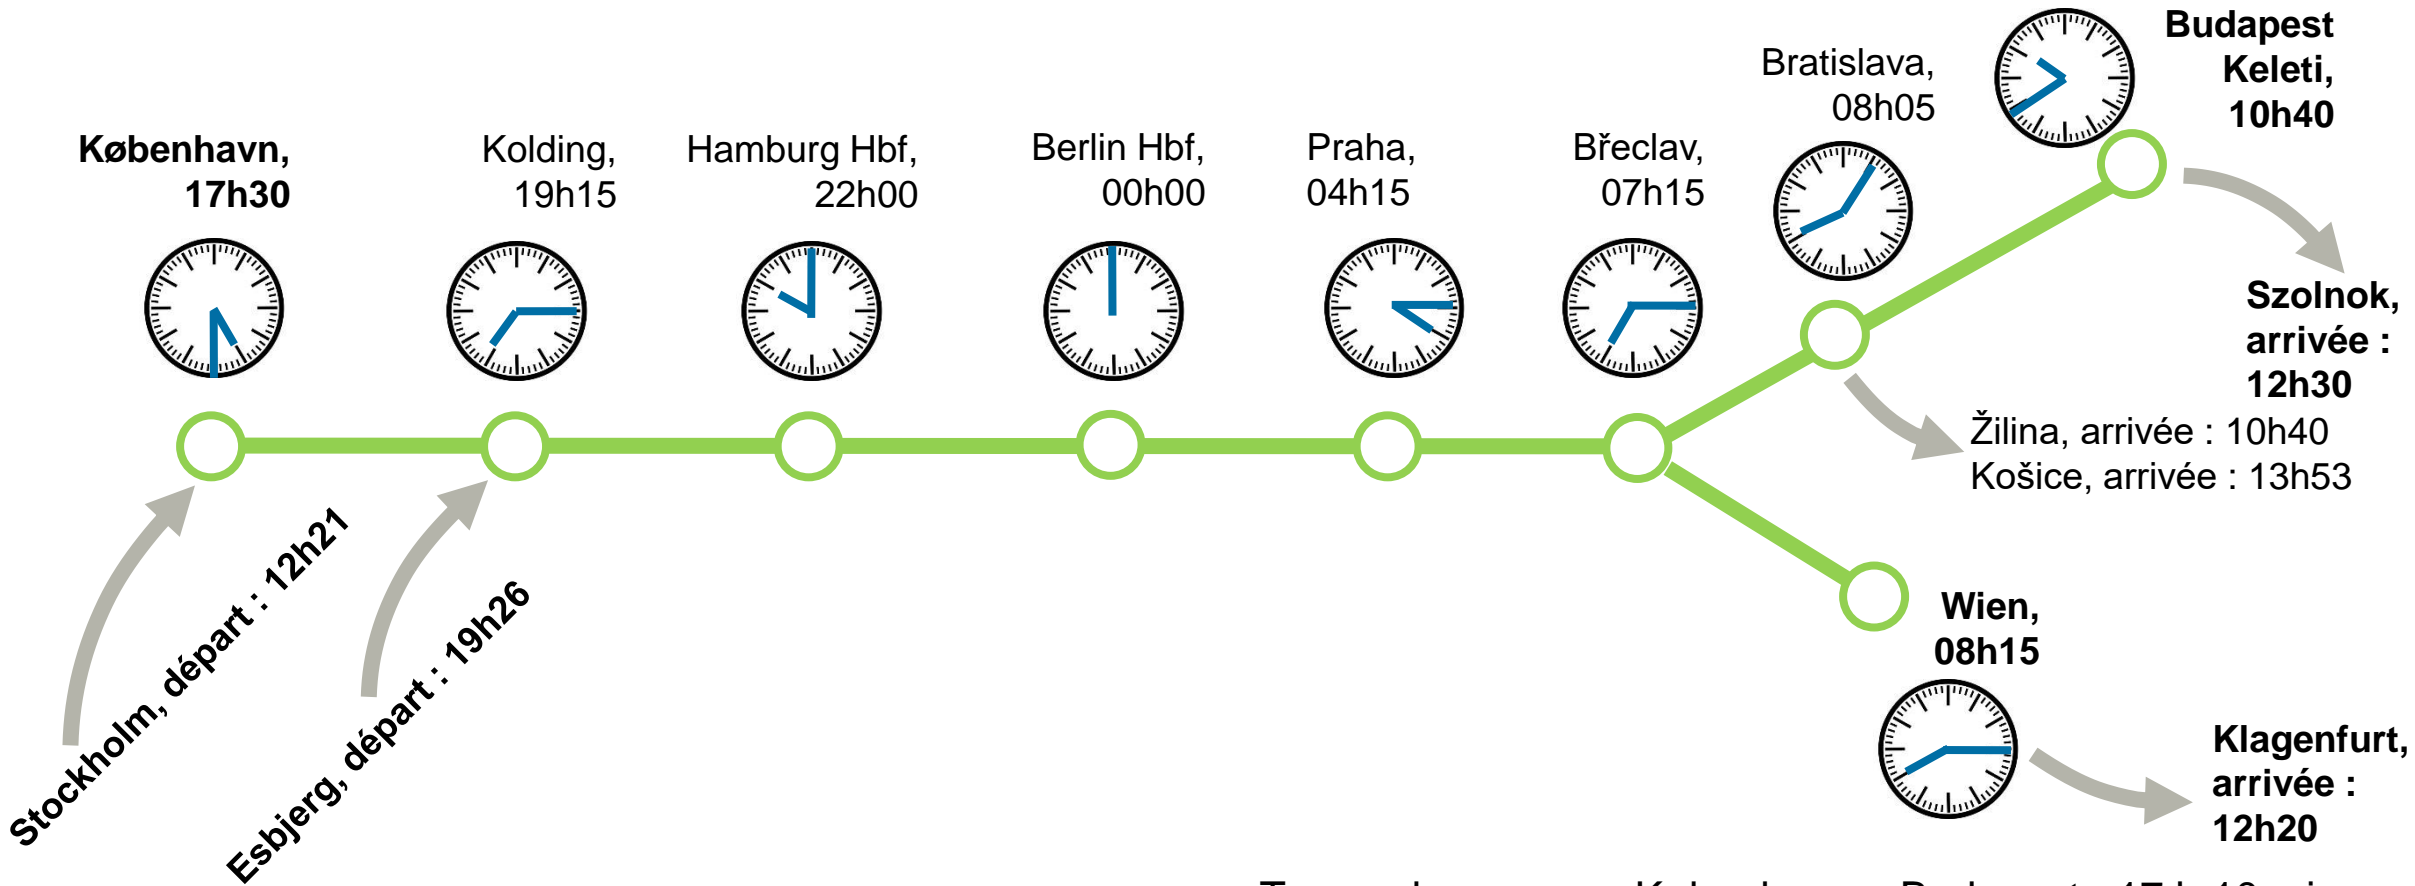 København,
17h30
Kolding,
19h15
Hamburg Hbf,
22h00
Berlin Hbf,
00h00
Praha,
04h15
Břeclav,
07h15
Bratislava,
08h05
Budapest
Keleti,
10h40
Szolnok,
arrivée :
12h30
Žilina, arrivée : 10h40
Košice, arrivée : 13h53
Stockholm, départ : 12h21
Esbjerg, départ : 19h26
Wien,
08h15
Klagenfurt,
arrivée :
12h20